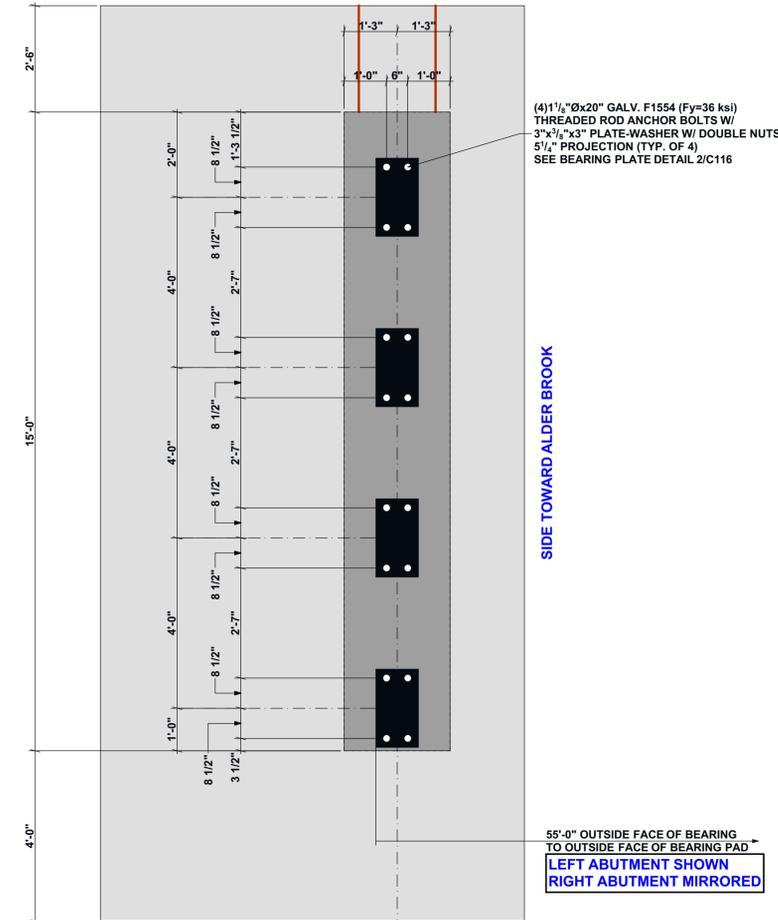 1'-3" 1'-3"
1'-0" 6" 1'-0"
2'-6"
(4)1 1/8"Øx20" GALV. F1554 (Fy=36 ksi)
THREADED ROD ANCHOR BOLTS W/
3"x3/8"x3" PLATE-WASHER W/ DOUBLE NUTS
5 1/4" PROJECTION (TYP. OF 4)
SEE BEARING PLATE DETAIL 2/C116
2'-0"
8 1/2"
1'-3 1/2"
8 1/2"
4'-0"
2'-7"
8 1/2"
8 1/2"
15'-0"
4'-0"
2'-7"
8 1/2"
8 1/2"
4'-0"
2'-7"
8 1/2"
1'-0"
8 1/2"
3 1/2"
SIDE TOWARD ALDER BROOK
4'-0"
55'-0" OUTSIDE FACE OF BEARING
TO OUTSIDE FACE OF BEARING PAD
LEFT ABUTMENT SHOWN
RIGHT ABUTMENT MIRRORED